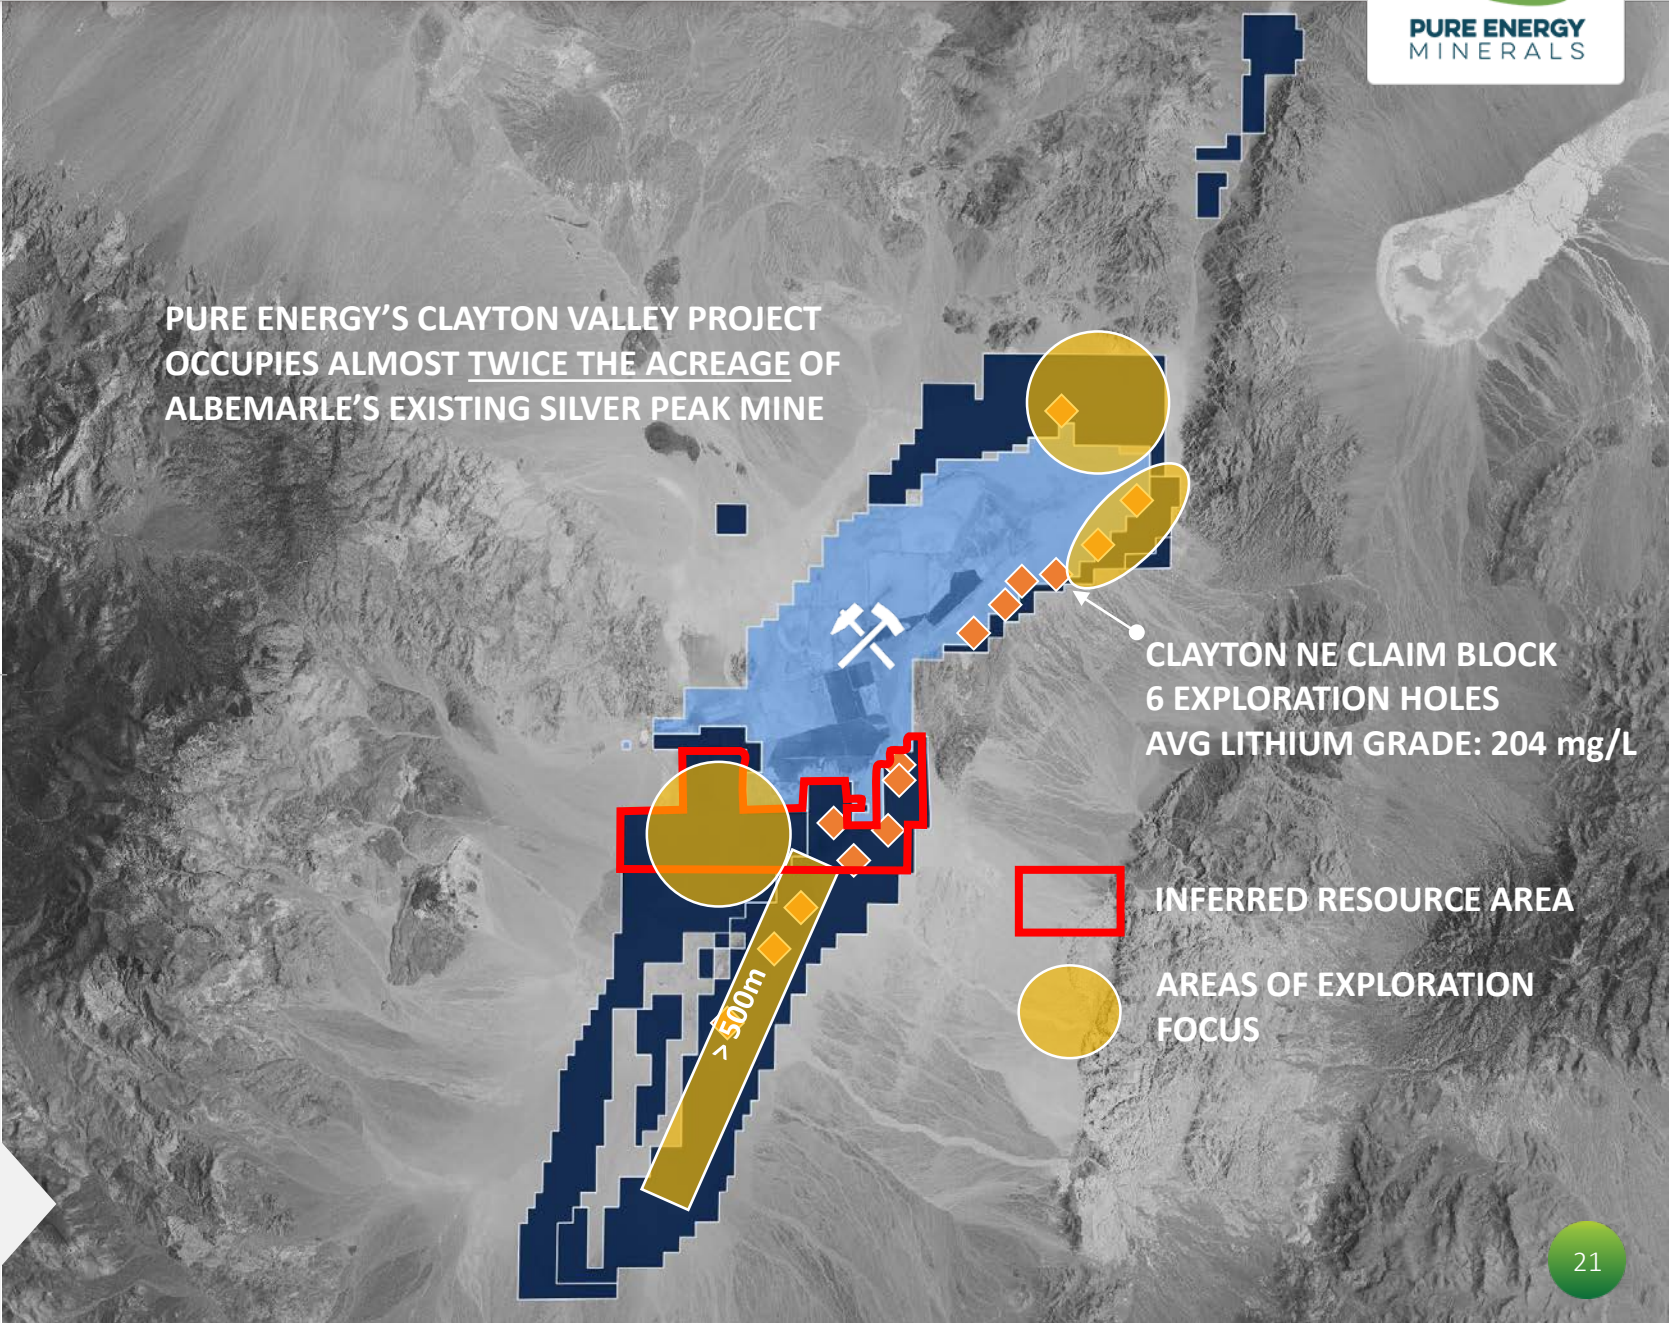 PURE ENERGY
MINERALS
PURE ENERGY’S CLAYTON VALLEY PROJECT
OCCUPIES ALMOST TWICE THE ACREAGE OF
ALBEMARLE’S EXISTING SILVER PEAK MINE
CLAYTON NE CLAIM BLOCK
6 EXPLORATION HOLES
AVG LITHIUM GRADE: 204 mg/L
INFERRED RESOURCE AREA
AREAS OF EXPLORATION
FOCUS
> 500m
21